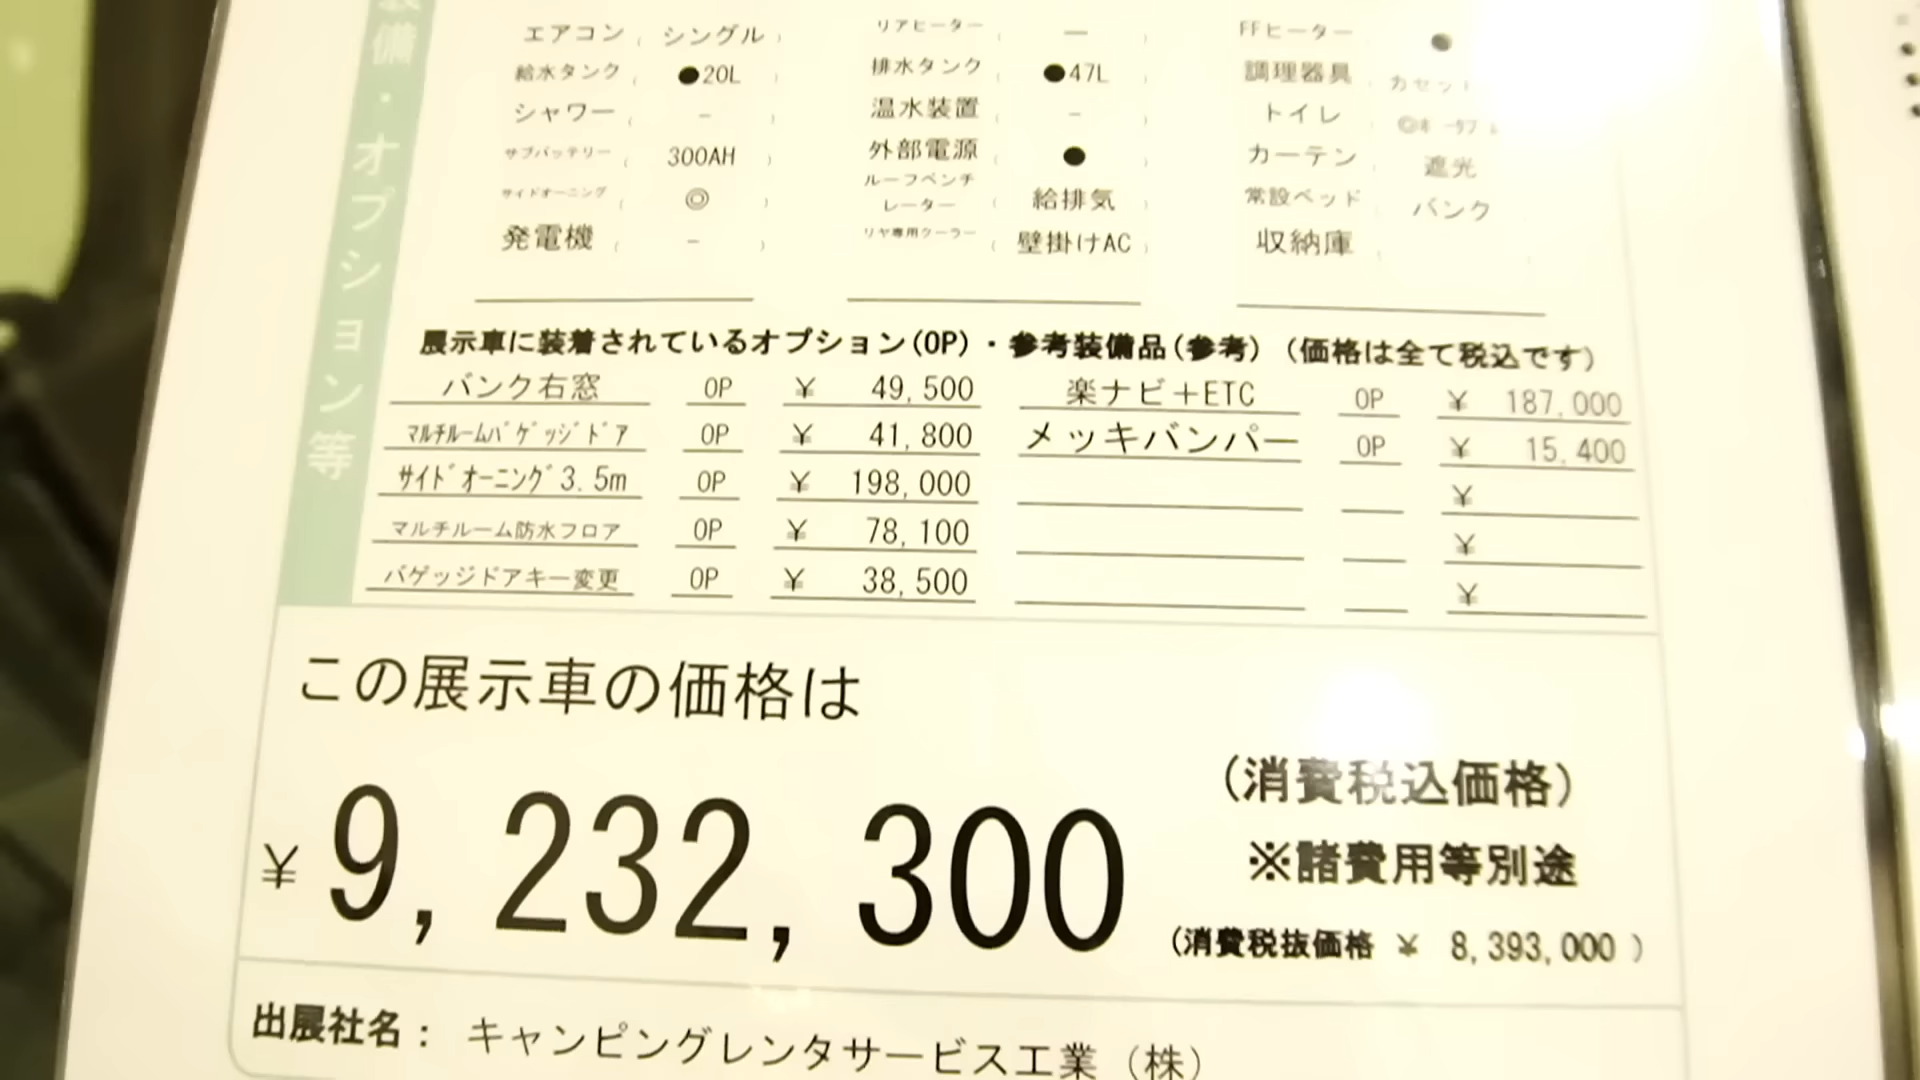 装備・オプション等
エアコン ( シングル ) リアヒーター ( ― ) FFヒーター ●
給水タンク ( ●20L ) 排水タンク ( ●47L ) 調理器具 ( カセット
シャワー ( － ) 温水装置 ( － ) トイレ (
サブバッテリー ( 300AH ) 外部電源 ( ● ) カーテン ( 遮光
サイドオーニング ( ◎ ) ルーフベンチレーター ( 給排気 ) 常設ベッド ( バンク
発電機 ( － ) リヤ専用クーラー ( 壁掛けAC ) 収納庫 (
展示車に装着されているオプション(OP)・参考装備品(参考)（価格は全て税込です）
バンク右窓 OP ¥ 49,500 楽ナビ＋ETC OP ¥ 187,000
ﾏﾙﾁﾙｰﾑﾊﾞｹﾞｯｼﾞﾄﾞｱ OP ¥ 41,800 メッキバンパー OP ¥ 15,400
ｻｲﾄﾞｵｰﾆﾝｸﾞ3.5m OP ¥ 198,000 ¥
マルチルーム防水フロア OP ¥ 78,100 ¥
バゲッジドアキー変更 OP ¥ 38,500 ¥
この展示車の価格は
¥ 9,232,300
(消費税込価格)
※諸費用等別途
(消費税抜価格 ¥ 8,393,000 )
出展社名： キャンピングレンタサービス工業（株）